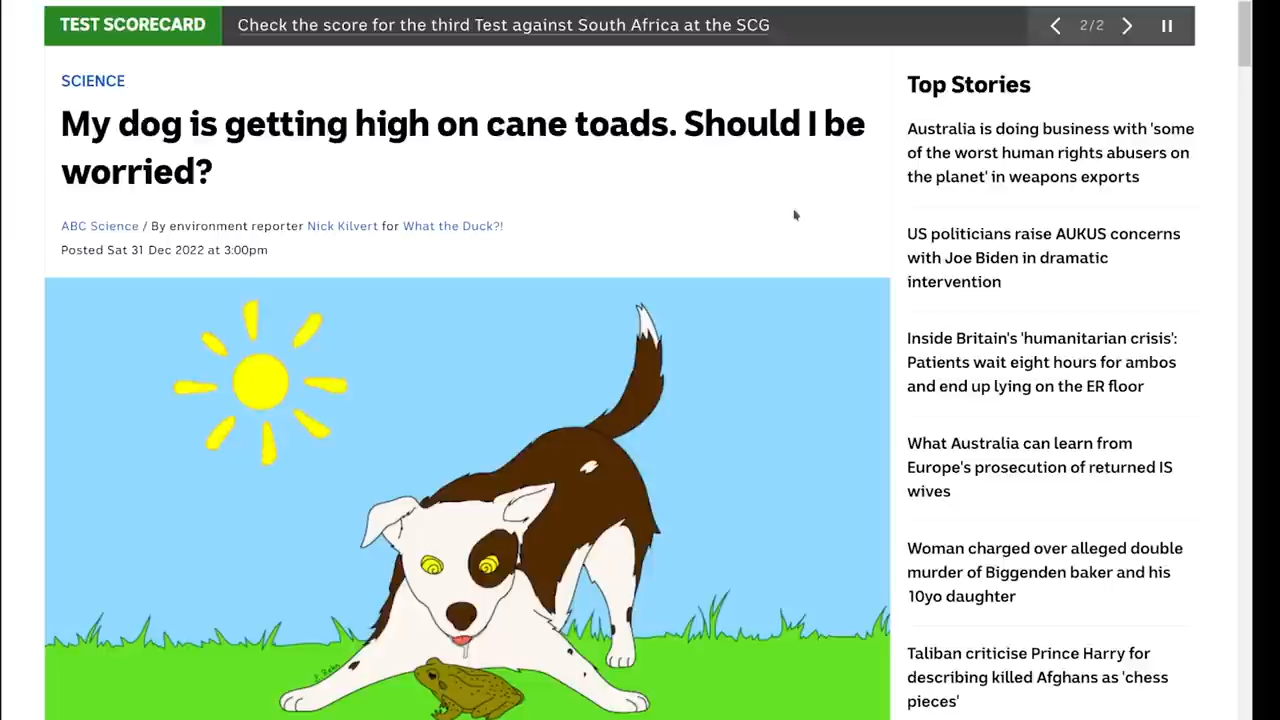 TEST SCORECARD
Check the score for the third Test against South Africa at the SCG
2/2
SCIENCE
My dog is getting high on cane toads. Should I be
worried?
ABC Science / By environment reporter Nick Kilvert for What the Duck?!
Posted Sat 31 Dec 2022 at 3:00pm
Top Stories
Australia is doing business with 'some
of the worst human rights abusers on
the planet' in weapons exports
US politicians raise AUKUS concerns
with Joe Biden in dramatic
intervention
Inside Britain's 'humanitarian crisis':
Patients wait eight hours for ambos
and end up lying on the ER floor
What Australia can learn from
Europe's prosecution of returned IS
wives
Woman charged over alleged double
murder of Biggenden baker and his
10yo daughter
Taliban criticise Prince Harry for
describing killed Afghans as 'chess
pieces'